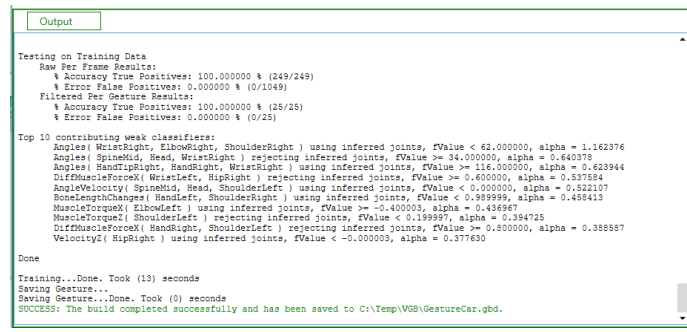 Output
Testing on Training Data
Raw Per Frame Results:
% Accuracy True Positives: 100.000000 % (249/249)
% Error False Positives: 0.000000 % (0/1049)
Filtered Per Gesture Results:
% Accuracy True Positives: 100.000000 % (25/25)
% Error False Positives: 0.000000 % (0/25)
Top 10 contributing weak classifiers:
Angles( WristRight, ElbowRight, ShoulderRight ) using inferred joints, fValue < 62.000000, alpha = 1.162376
Angles( SpineMid, Head, WristRight ) rejecting inferred joints, fValue >= 34.000000, alpha = 0.640378
Angles( HandTipRight, HandRight, WristRight ) using inferred joints, fValue >= 116.000000, alpha = 0.623944
DiffMuscleForceX( WristLeft, HipRight ) rejecting inferred joints, fValue >= 0.600000, alpha = 0.537584
AngleVelocity( SpineMid, Head, ShoulderLeft ) using inferred joints, fValue < 0.000000, alpha = 0.522107
BoneLengthChanges( HandLeft, ShoulderRight ) using inferred joints, fValue < 0.989999, alpha = 0.458413
MuscleTorqueX( ElbowLeft ) using inferred joints, fValue >= -0.400003, alpha = 0.436967
MuscleTorqueZ( ShoulderLeft ) rejecting inferred joints, fValue < 0.199997, alpha = 0.394725
DiffMuscleForceX( HandRight, ShoulderLeft ) rejecting inferred joints, fValue >= 0.800000, alpha = 0.388587
VelocityZ( HipRight ) using inferred joints, fValue < -0.000003, alpha = 0.377630
Done
Training...Done. Took (13) seconds
Saving Gesture...
Saving Gesture...Done. Took (0) seconds
SUCCESS: The build completed successfully and has been saved to C:\Temp\VGB\GestureCar.gbd.